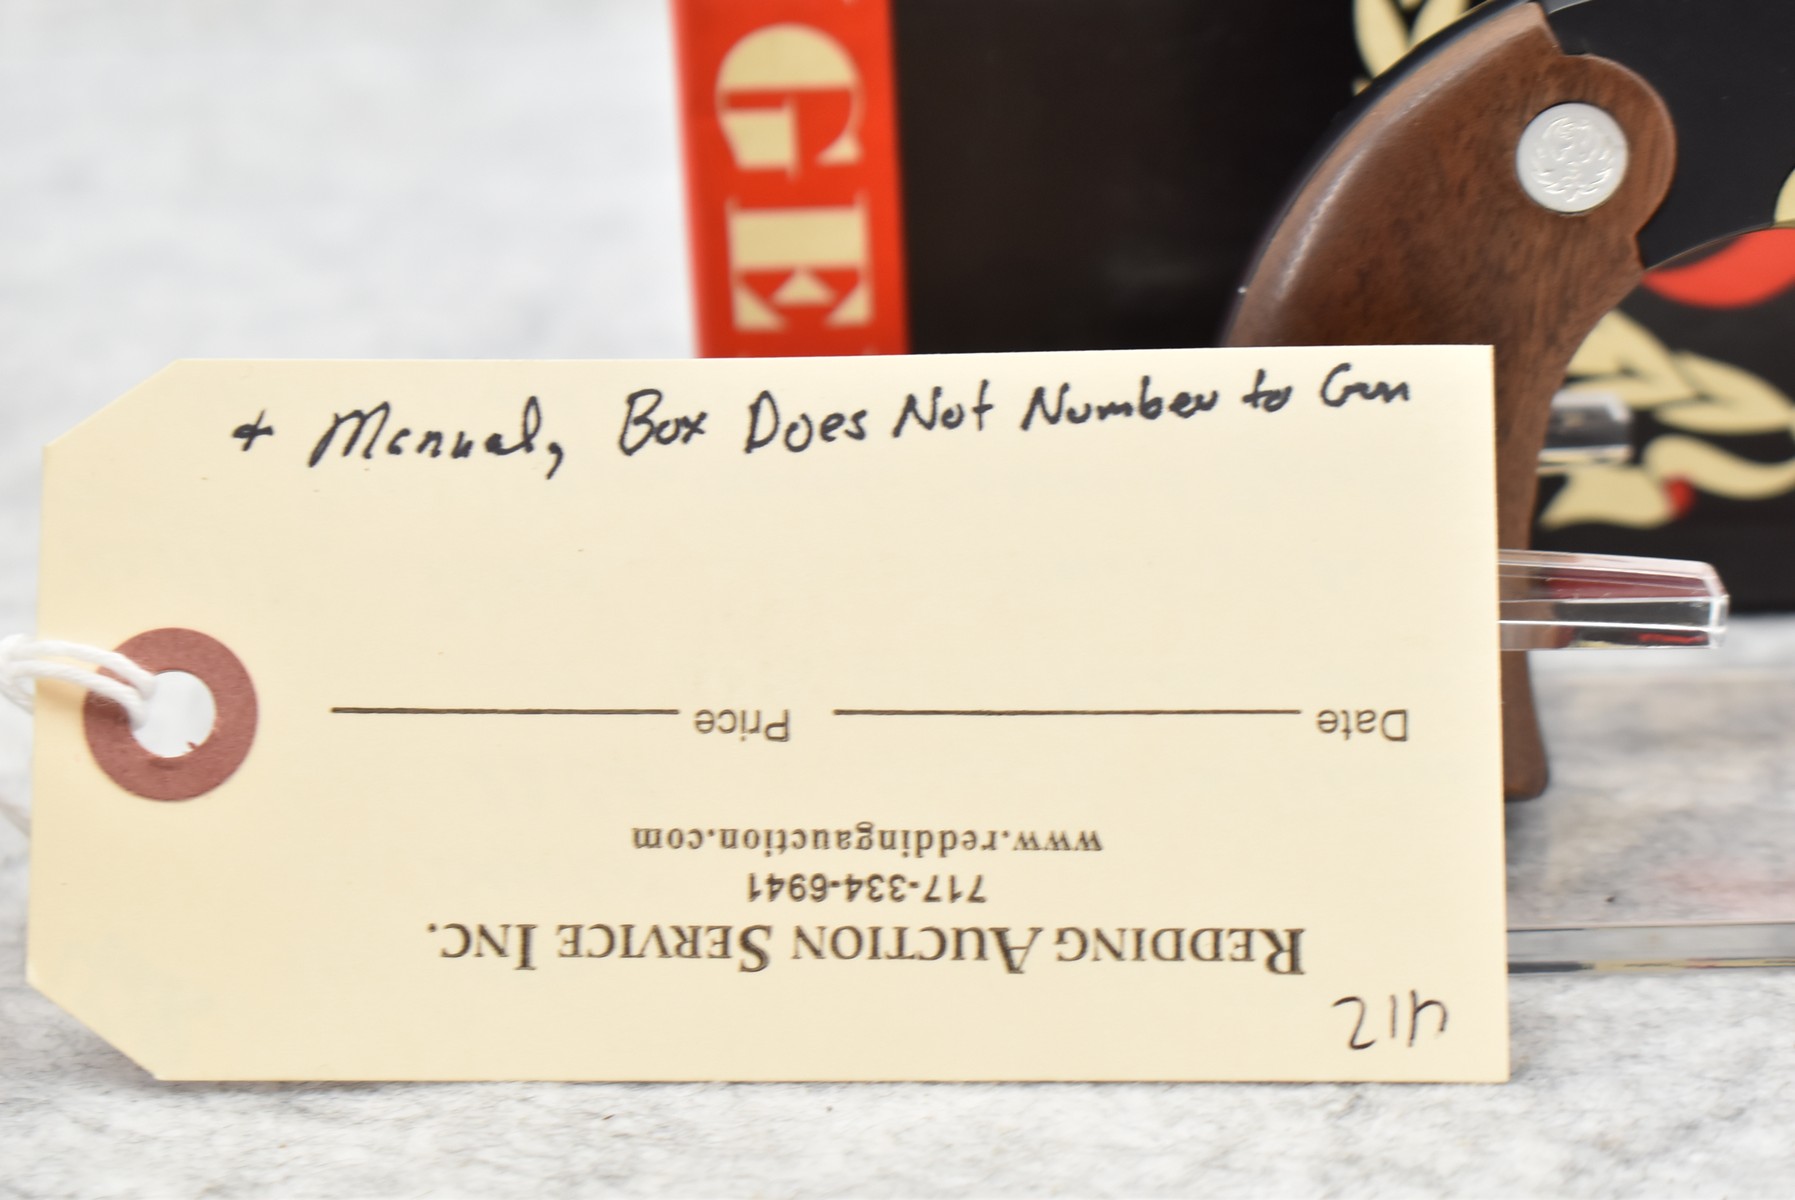 GE
+ Manual, Box Does Not Number to Gun
Date Price
www.reddingauction.com
717-334-6941
REDDING AUCTION SERVICE INC.
412